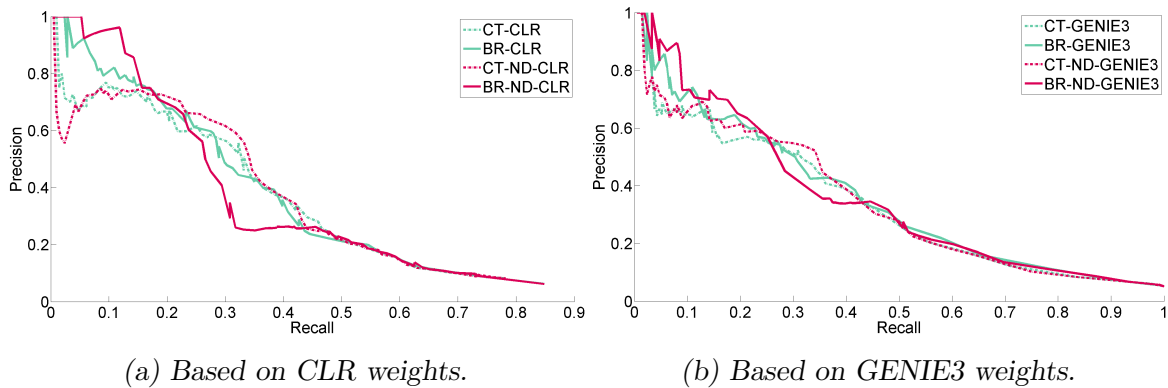 1
0.8
0.6
0.4
0.2
0
Precision
0 0.1 0.2 0.3 0.4 0.5 0.6 0.7 0.8 0.9
Recall
CT-CLR
BR-CLR
CT-ND-CLR
BR-ND-CLR
(a) Based on CLR weights.
1
0.8
0.6
0.4
0.2
0
Precision
0 0.1 0.2 0.3 0.4 0.5 0.6 0.7 0.8 0.9 1
Recall
CT-GENIE3
BR-GENIE3
CT-ND-GENIE3
BR-ND-GENIE3
(b) Based on GENIE3 weights.